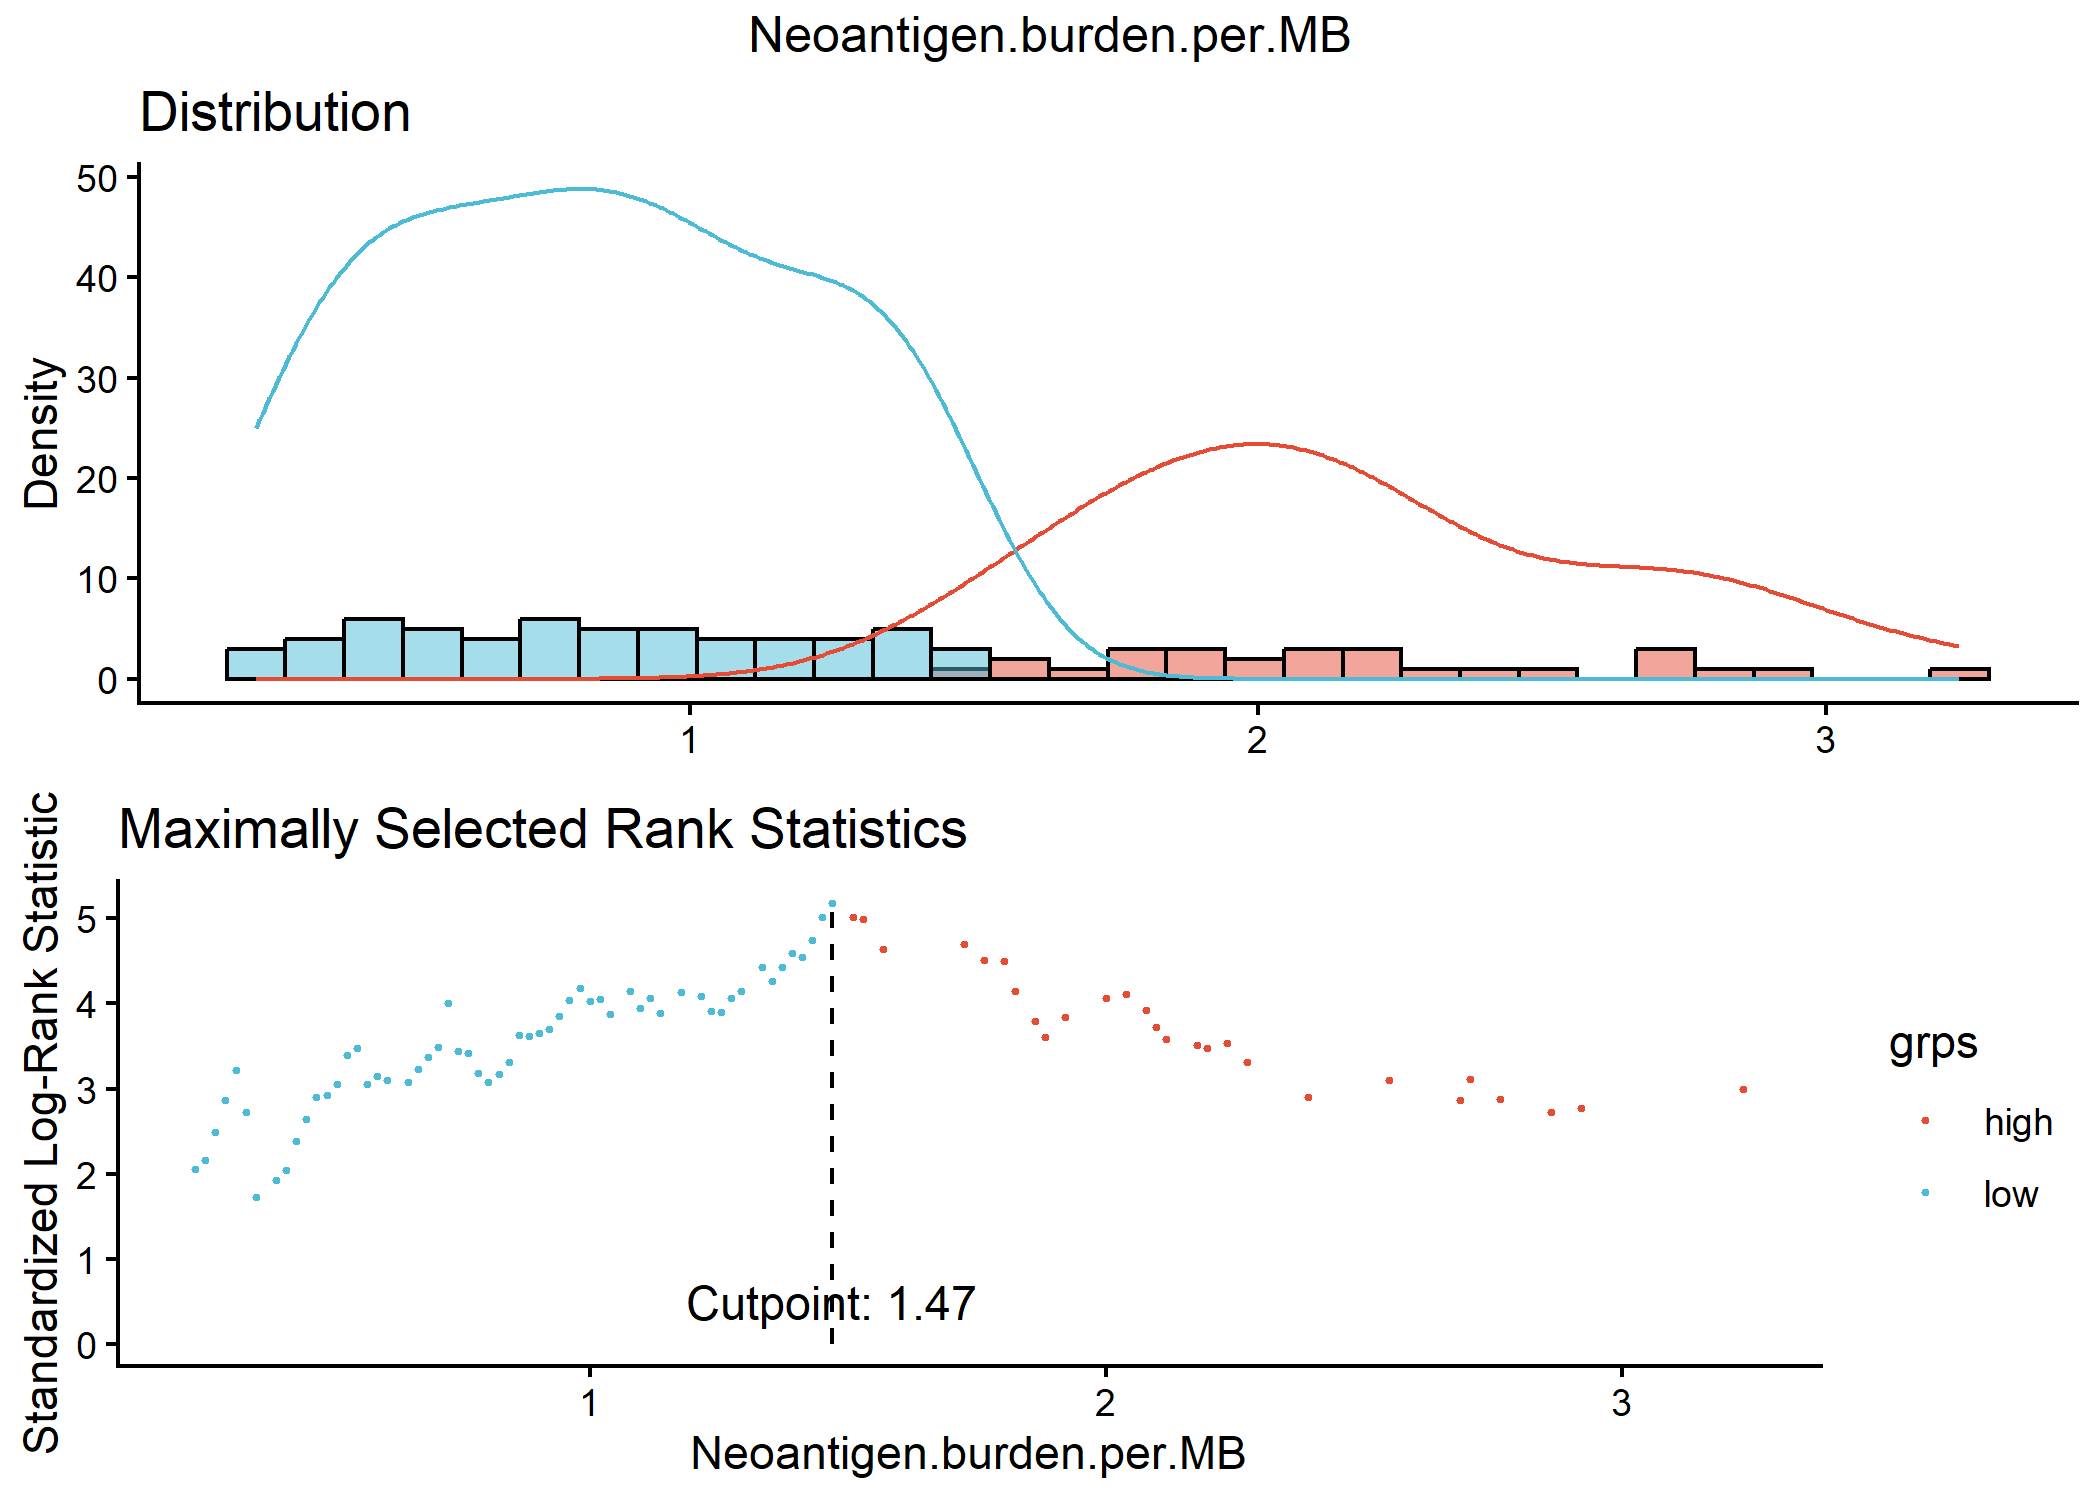 Neoantigen.burden.per.MB
Distribution
Density
50
40
30
20
10
0
1
2
3
Maximally Selected Rank Statistics
Standardized Log-Rank Statistic
5
4
3
2
1
0
Cutpoint: 1.47
1
2
3
Neoantigen.burden.per.MB
grps
high
low